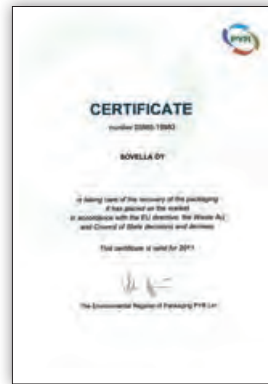 PYR
CERTIFICATE
number
SOVELLA OY
is taking care of the recovery of the packaging
it has placed on the market
in accordance with the EU directive, the Waste Act
and Council of State decisions and decrees
This certificate is valid for 2011
The Environmental Register of Packaging PYR Ltd